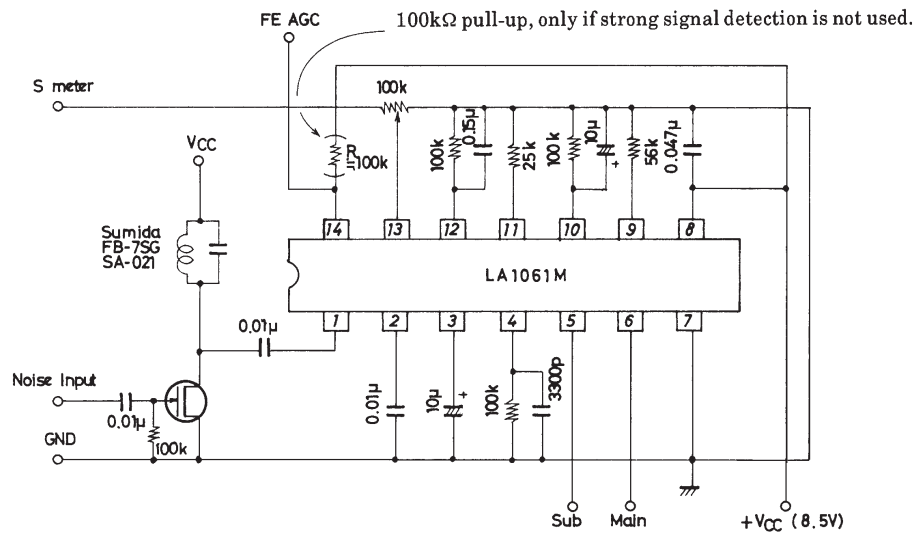 FE AGC
100kΩ pull-up, only if strong signal detection is not used.
S meter
100k
VCC
100k
100k
0.15μ
25k
100k
10μ
+
56k
0.047μ
Sumida
FB-7SG
SA-021
14
13
12
11
10
9
8
LA1061M
1
2
3
4
5
6
7
0.01μ
Noise Input
0.01μ
100k
GND
0.01μ
10μ
+
100k
3300p
Sub
Main
+VCC (8.5V)